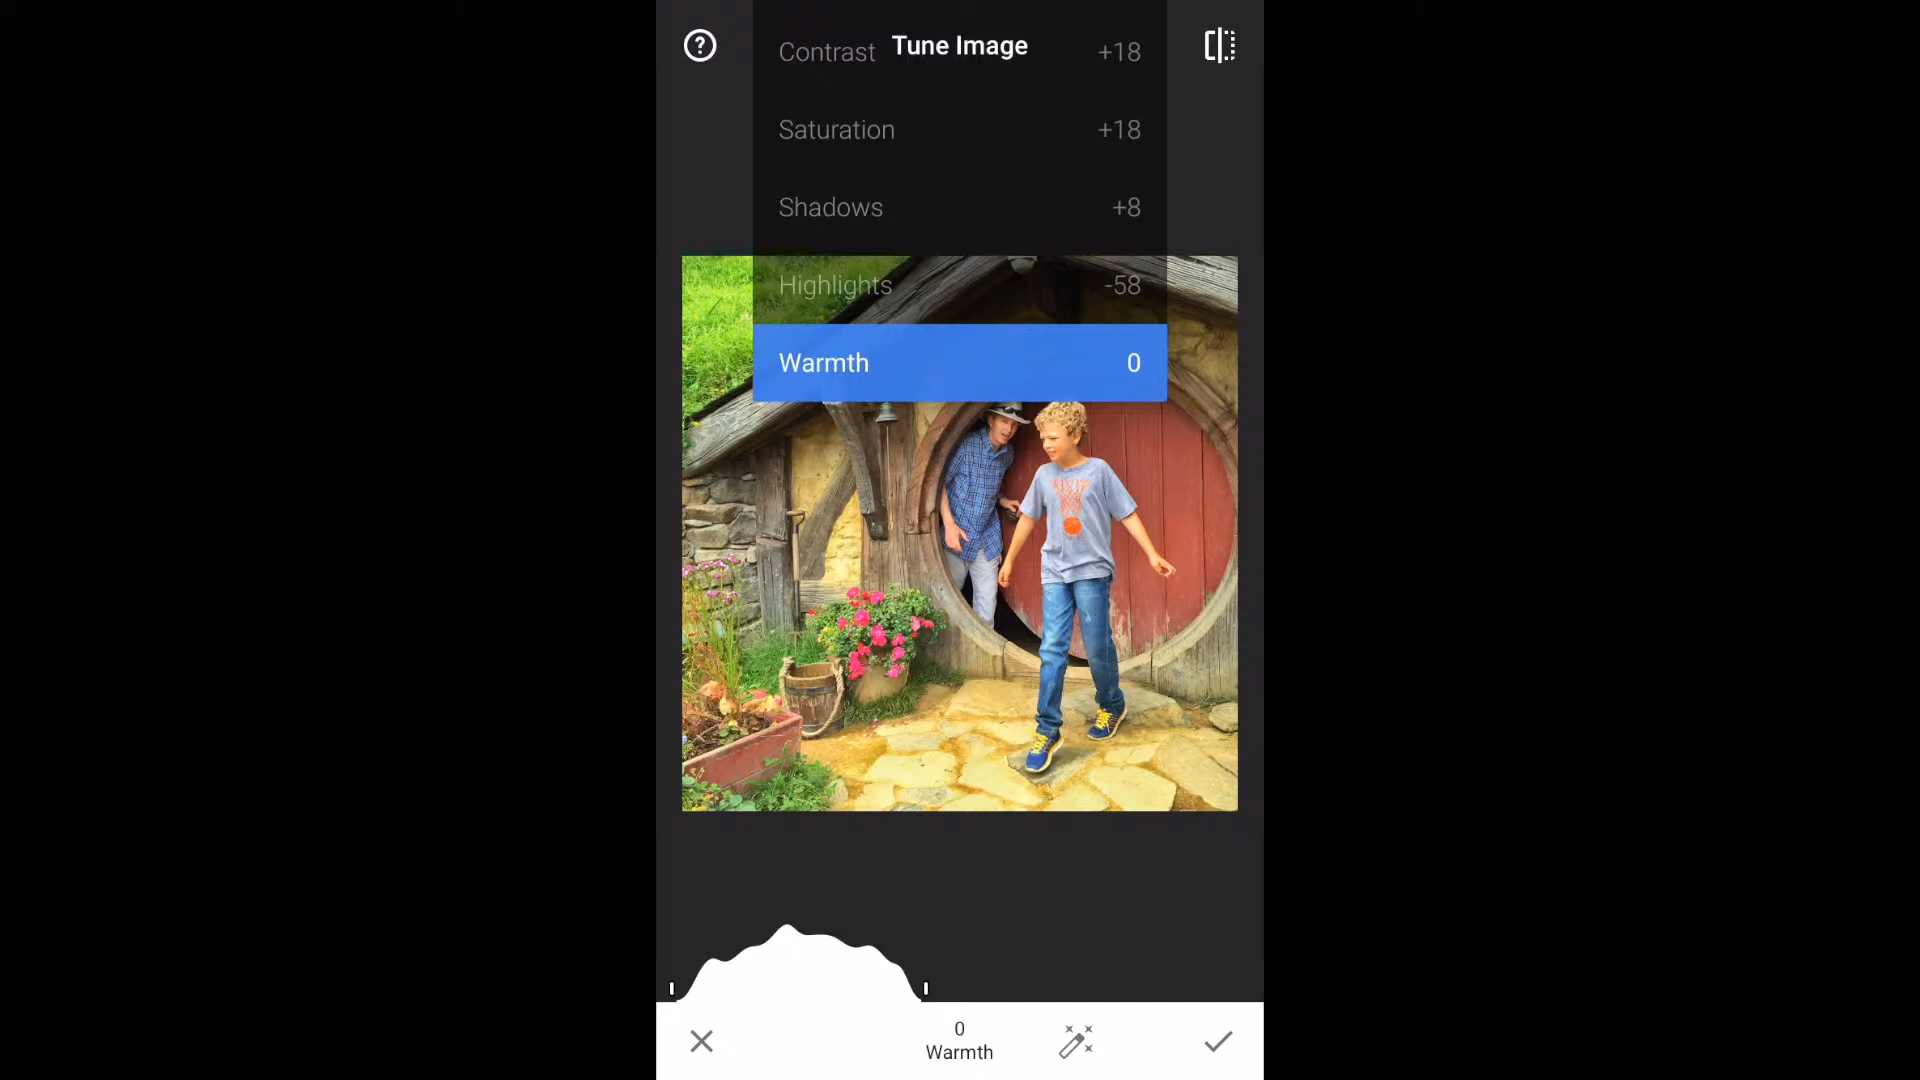 Tune Image
Contrast +18
Saturation +18
Shadows +8
Highlights -58
Warmth 0
0
Warmth